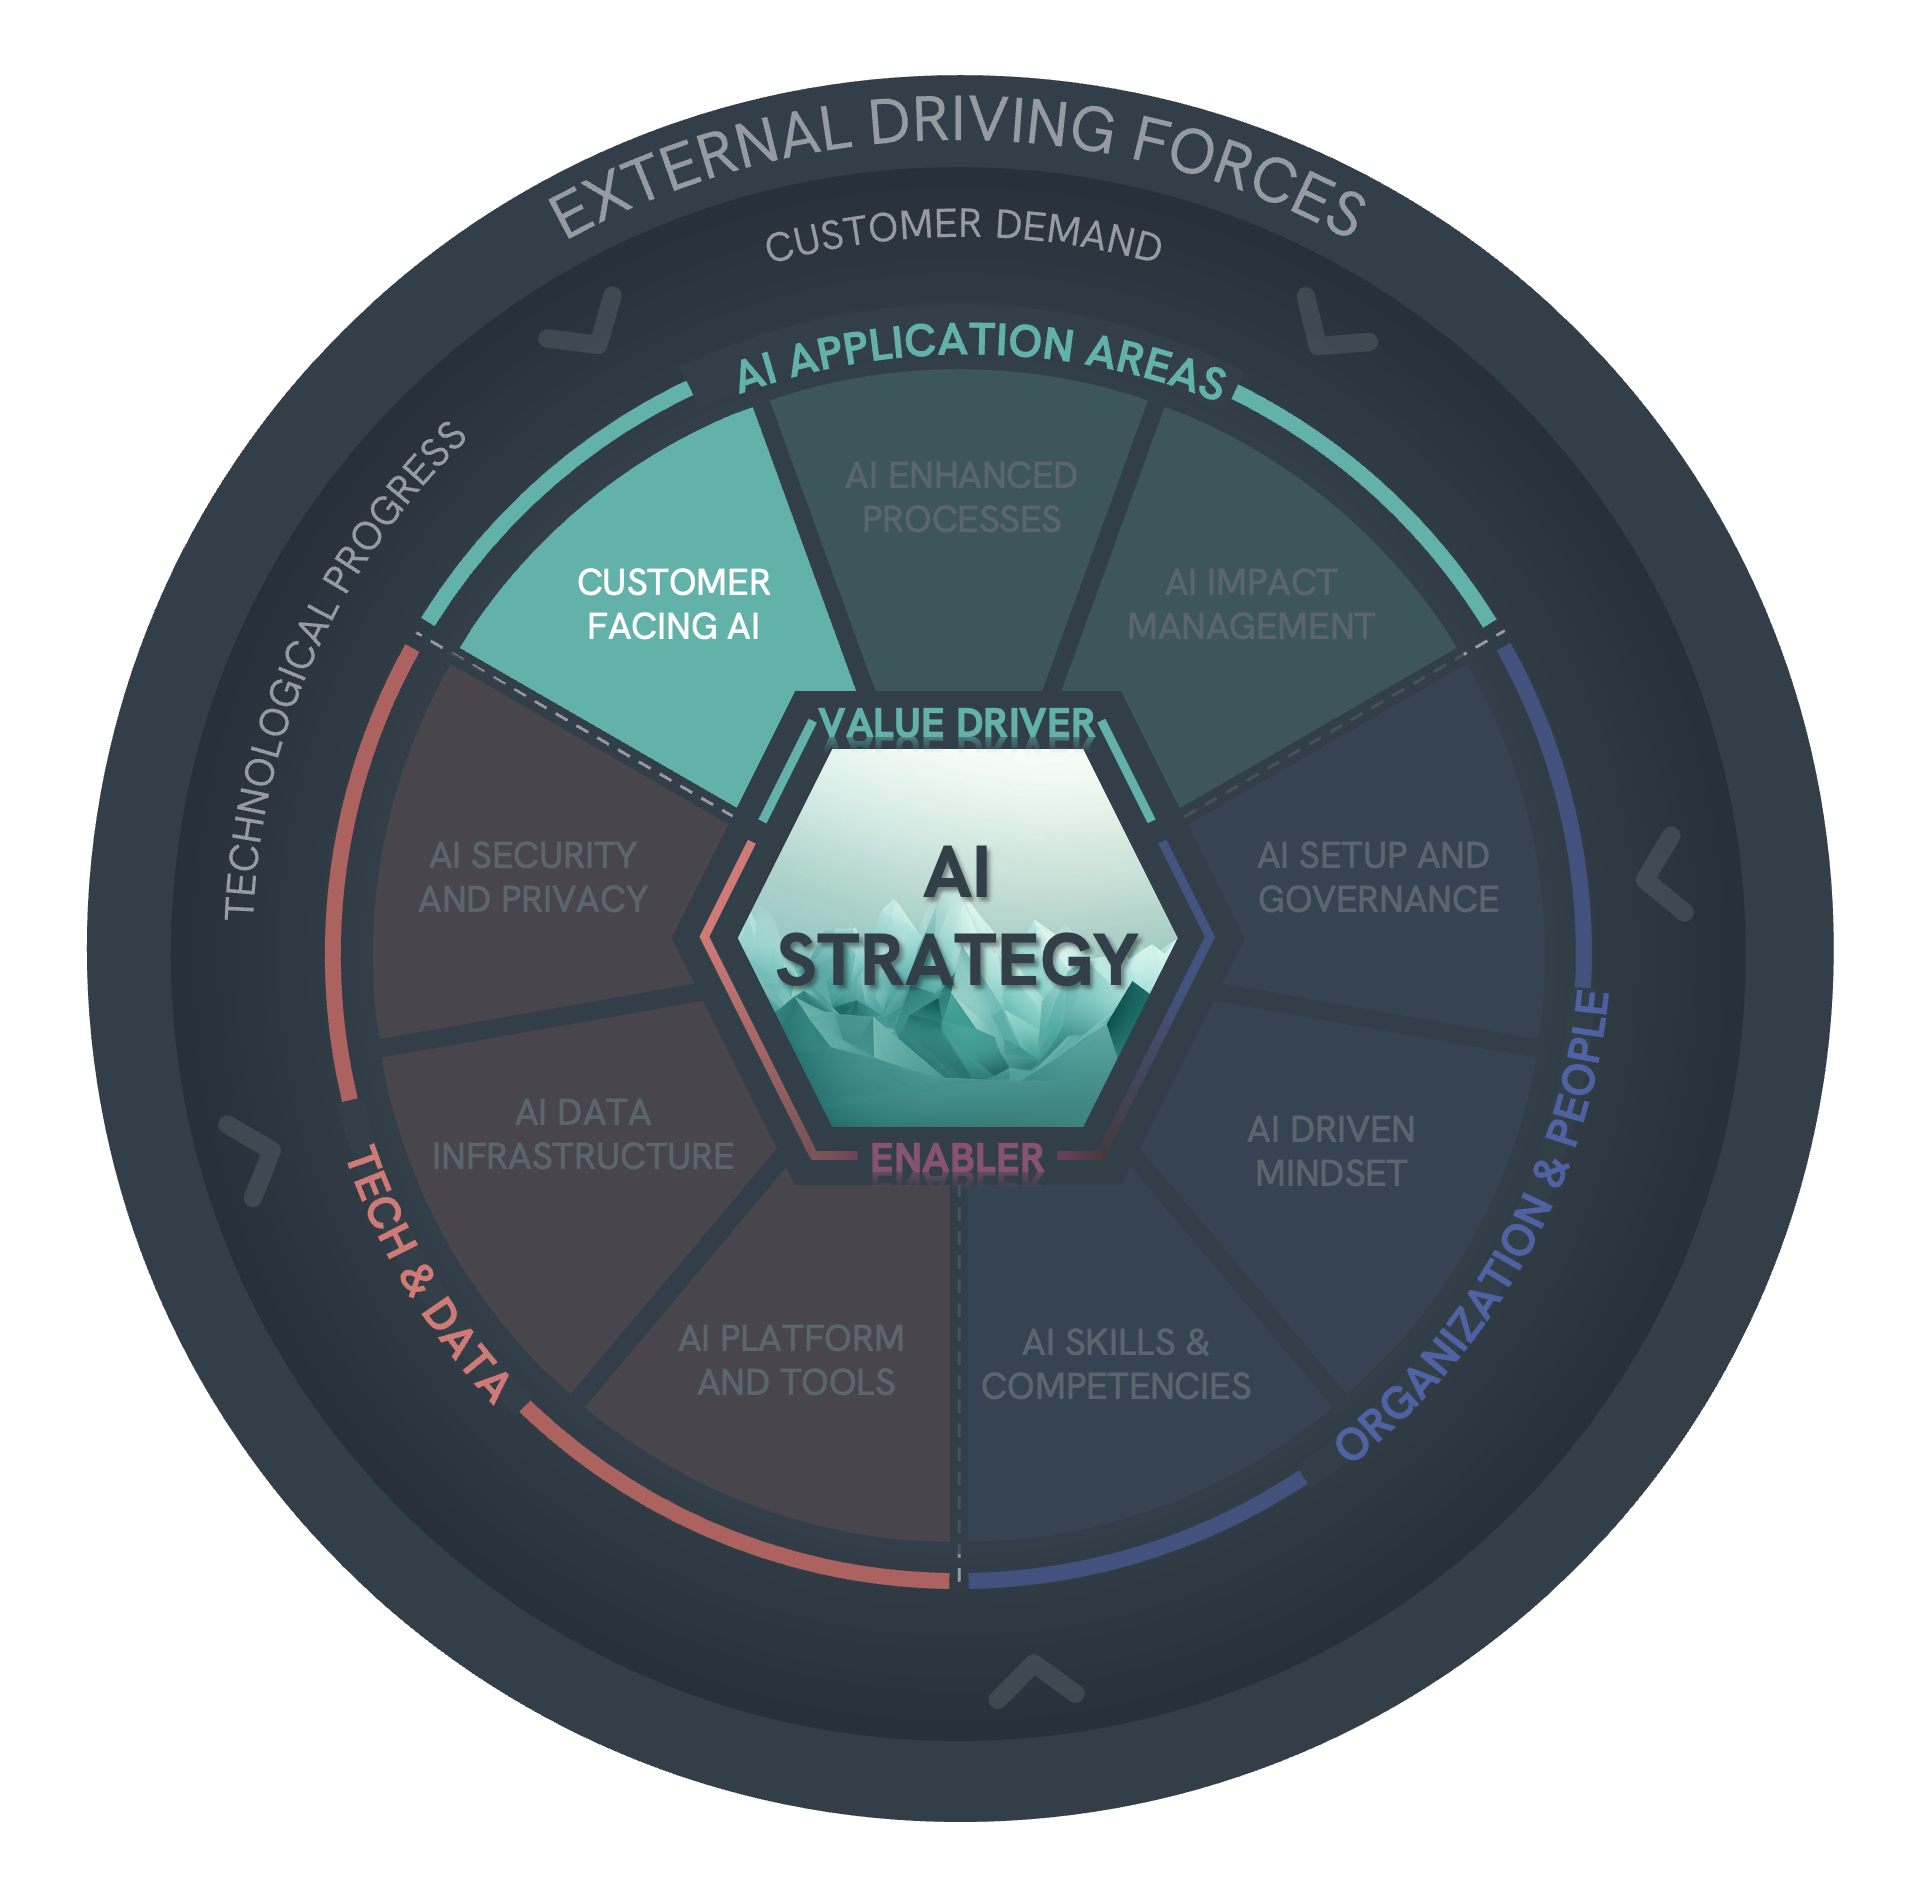 EXTERNAL DRIVING FORCES
CUSTOMER DEMAND
TECHNOLOGICAL PROGRESS
AI APPLICATION AREAS
CUSTOMER
FACING AI
AI ENHANCED
PROCESSES
AI IMPACT
MANAGEMENT
VALUE DRIVER
AI
STRATEGY
ENABLER
AI SECURITY
AND PRIVACY
AI DATA
INFRASTRUCTURE
AI PLATFORM
AND TOOLS
TECH & DATA
AI SETUP AND
GOVERNANCE
AI DRIVEN
MINDSET
AI SKILLS &
COMPETENCIES
ORGANIZATION & PEOPLE